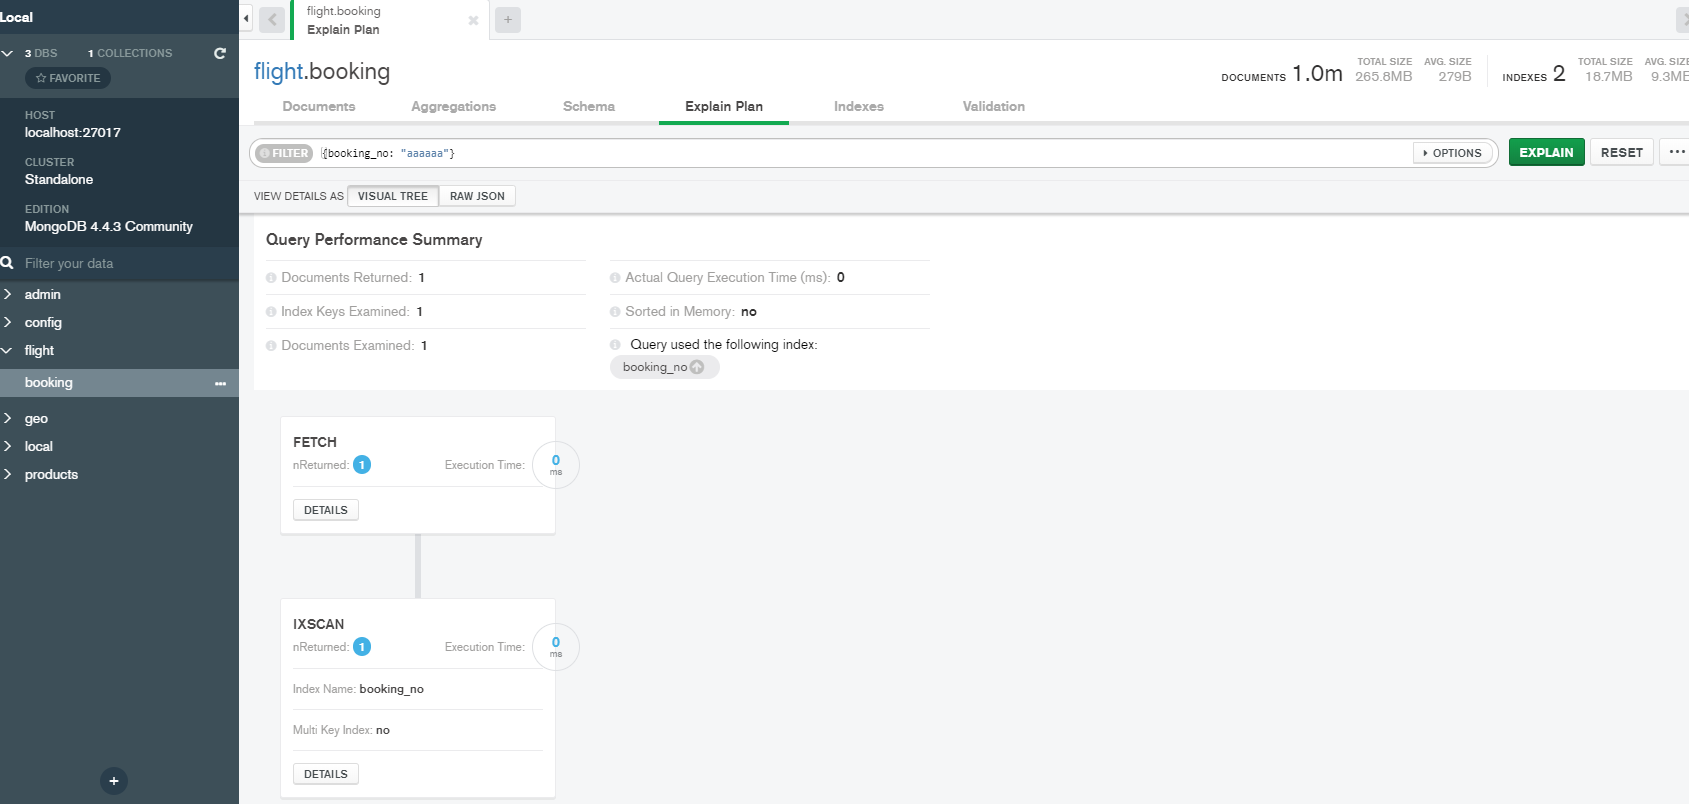 Local
3 DBS 1 COLLECTIONS
FAVORITE
HOST
localhost:27017
CLUSTER
Standalone
EDITION
MongoDB 4.4.3 Community
Filter your data
admin
config
flight
booking
geo
local
products
flight.booking
Explain Plan
flight.booking
DOCUMENTS 1.0m TOTAL SIZE 265.8MB AVG. SIZE 279B INDEXES 2 TOTAL SIZE 18.7MB AVG. SIZE 9.3MB
Documents Aggregations Schema Explain Plan Indexes Validation
FILTER {booking_no: "aaaaaa"} OPTIONS EXPLAIN RESET ...
VIEW DETAILS AS VISUAL TREE RAW JSON
Query Performance Summary
Documents Returned: 1
Index Keys Examined: 1
Documents Examined: 1
Actual Query Execution Time (ms): 0
Sorted in Memory: no
Query used the following index:
booking_no
FETCH
nReturned: 1 Execution Time: 0 ms
DETAILS
IXSCAN
nReturned: 1 Execution Time: 0 ms
Index Name: booking_no
Multi Key Index: no
DETAILS